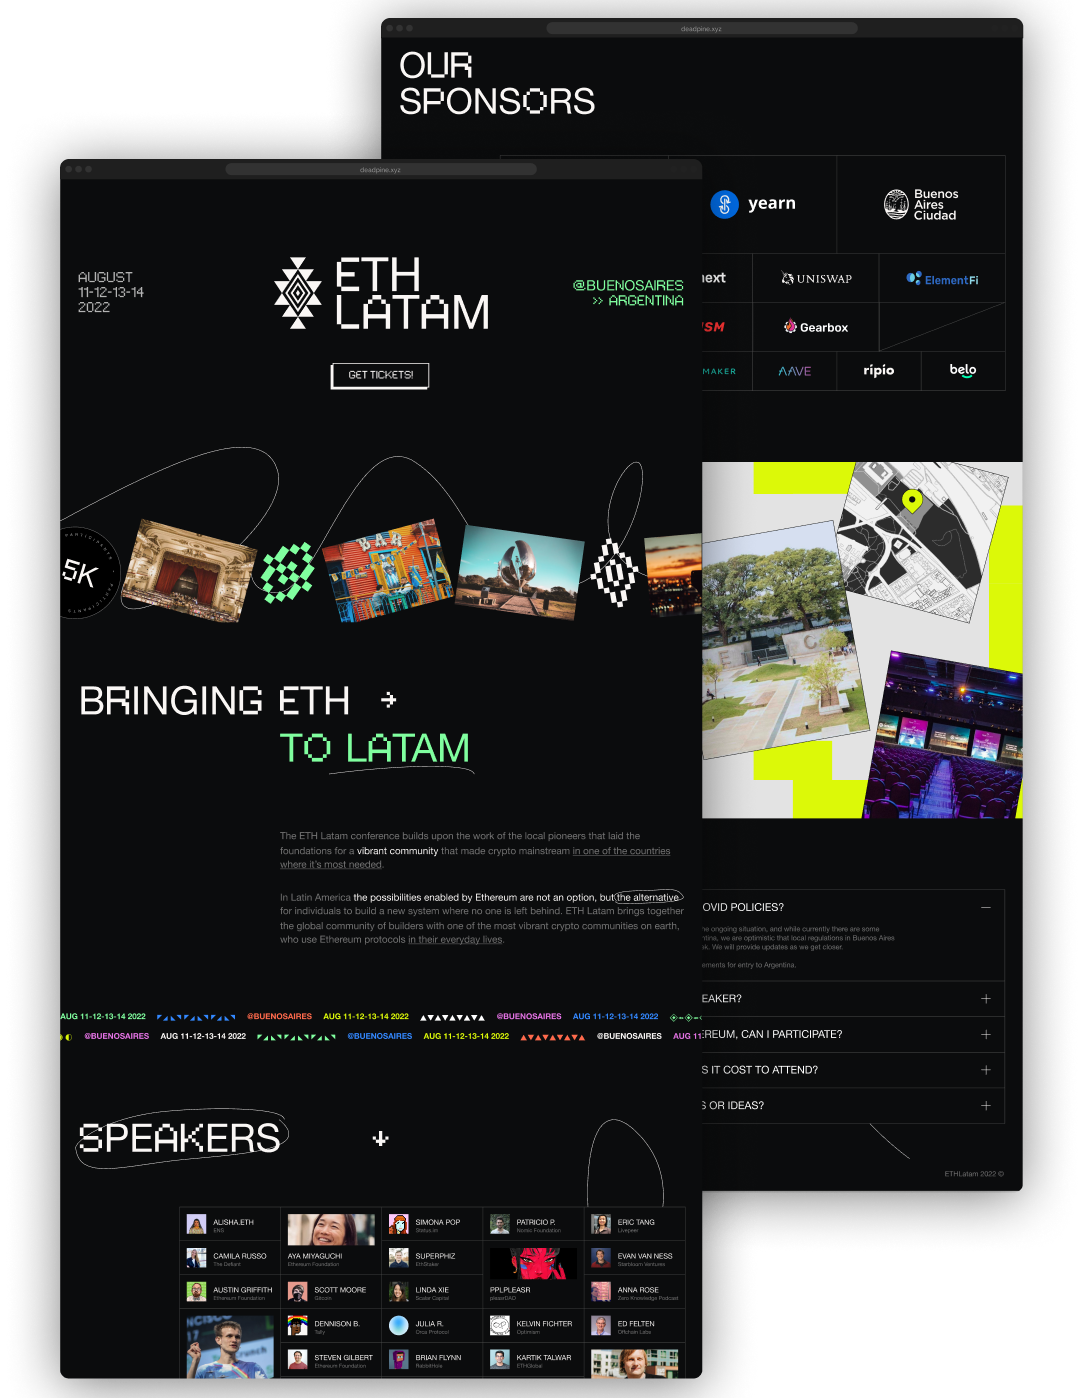 deadpine.xyz
OUR
SPONSORS
yearn
Buenos
Aires
Ciudad
UNISWAP
ElementFi
Gearbox
MAKER
AAVE
ripio
belo
OVID POLICIES?
ongoing situation, and while currently there are some
we are optimistic that local regulations in Buenos Aires
We will provide updates as we get closer.
ements for entry to Argentina.
EAKER?
EREUM, CAN I PARTICIPATE?
S IT COST TO ATTEND?
S OR IDEAS?
ETHLatam 2022 ©
deadpine.xyz
AUGUST
11-12-13-14
2022
ETH
LATAM
@BUENOSAIRES
>> ARGENTINA
GET TICKETS!
PARTICIPANTS
5K
PARTICIPANTS
BAR
BRINGING ETH
TO LATAM
The ETH Latam conference builds upon the work of the local pioneers that laid the
foundations for a vibrant community that made crypto mainstream in one of the countries
where it's most needed.
In Latin America the possibilities enabled by Ethereum are not an option, but the alternative
for individuals to build a new system where no one is left behind. ETH Latam brings together
the global community of builders with one of the most vibrant crypto communities on earth,
who use Ethereum protocols in their everyday lives.
AUG 11-12-13-14 2022 @BUENOSAIRES AUG 11-12-13-14 2022 @BUENOSAIRES AUG 11-12-13-14 2022
@BUENOSAIRES AUG 11-12-13-14 2022 @BUENOSAIRES AUG 11-12-13-14 2022 @BUENOSAIRES AUG 11
SPEAKERS
ALISHA.ETH
ENS
SIMONA POP
Status.im
PATRICIO P.
Nomic Foundation
ERIC TANG
Livepeer
CAMILA RUSSO
The Defiant
AYA MIYAGUCHI
Ethereum Foundation
SUPERPHIZ
EthStaker
EVAN VAN NESS
Starbloom Ventures
AUSTIN GRIFFITH
Ethereum Foundation
SCOTT MOORE
Gitcoin
LINDA XIE
Scalar Capital
PPLPLEASR
pleasrDAO
ANNA ROSE
Zero Knowledge Podcast
DENNISON B.
Tally
JULIA R.
Orca Protocol
KELVIN FICHTER
Optimism
ED FELTEN
Offchain Labs
STEVEN GILBERT
Ethereum Foundation
BRIAN FLYNN
RabbitHole
KARTIK TALWAR
ETHGlobal